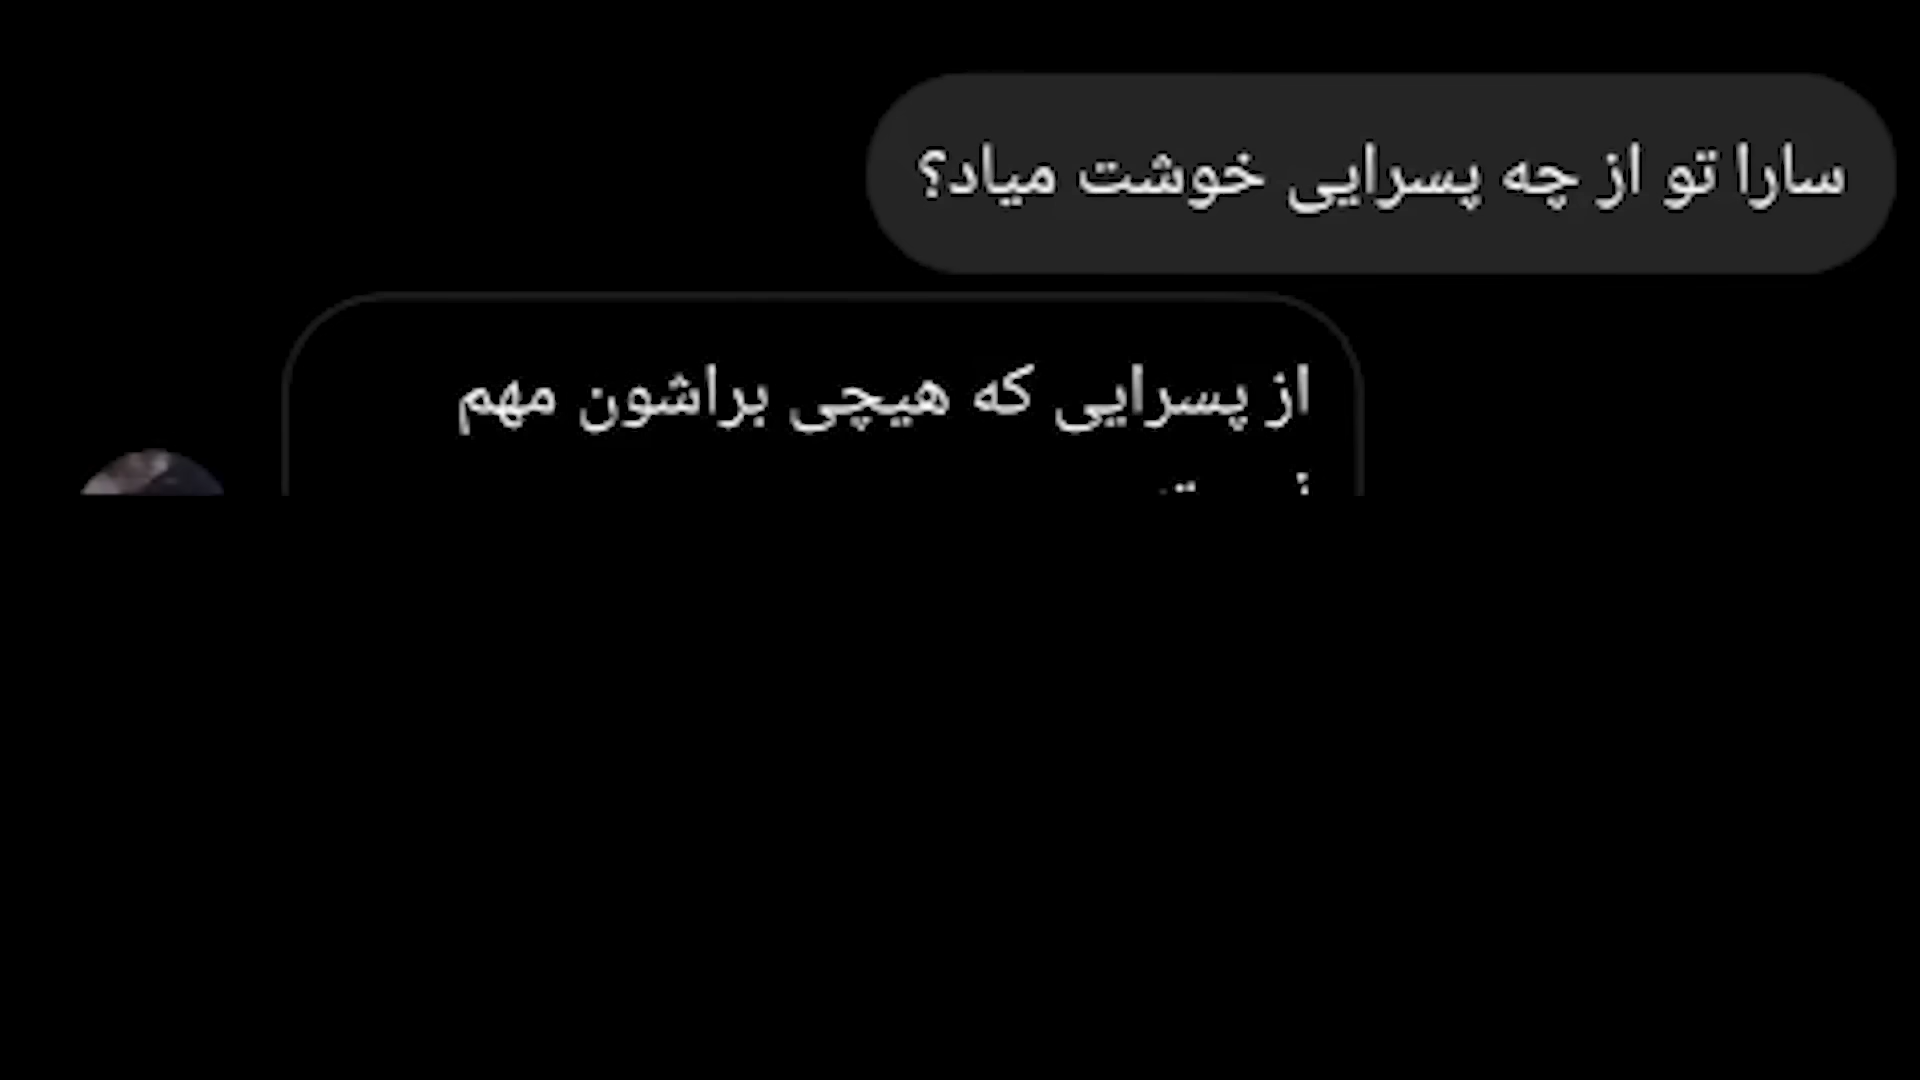 سارا تو از چه پسرایی خوشت میاد؟
از پسرایی که هیچی براشون مهم